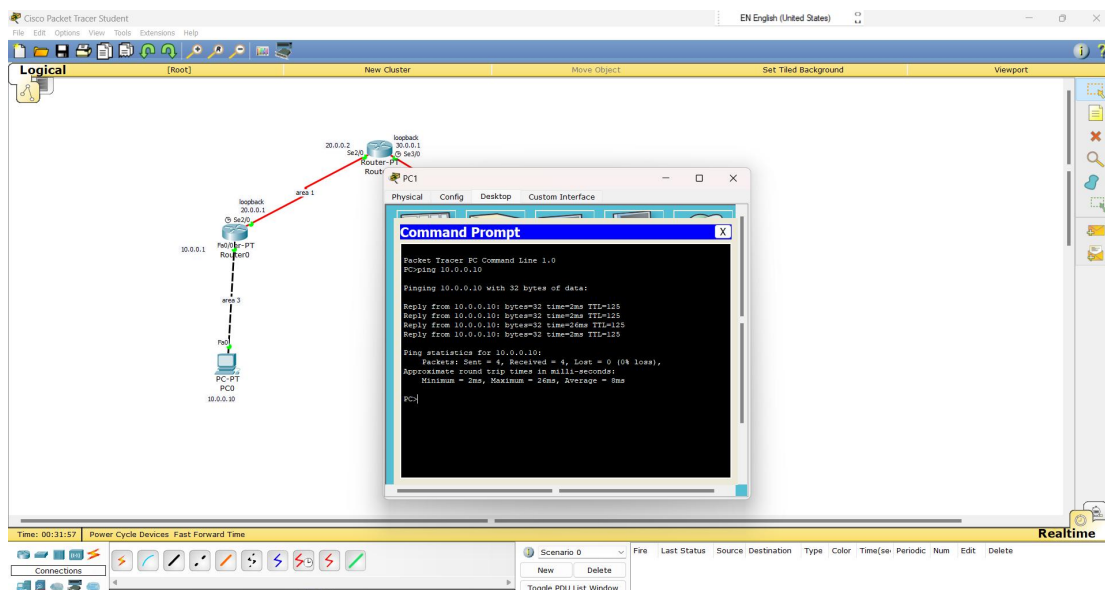 Cisco Packet Tracer Student
EN English (United States)
File Edit Options View Tools Extensions Help
Logical [Root] New Cluster Move Object Set Tiled Background Viewport
loopback
30.0.0.1
20.0.0.2
Se2/0
Se3/0
Router-PT
area 1
loopback
20.0.0.1
Se2/0
10.0.0.1
Router0
area 3
Fa0
PC-PT
PC0
10.0.0.10
PC1
Physical Config Desktop Custom Interface
Command Prompt X
Packet Tracer PC Command Line 1.0
PC>ping 10.0.0.10
Pinging 10.0.0.10 with 32 bytes of data:
Reply from 10.0.0.10: bytes=32 time=2ms TTL=125
Reply from 10.0.0.10: bytes=32 time=2ms TTL=125
Reply from 10.0.0.10: bytes=32 time=26ms TTL=125
Reply from 10.0.0.10: bytes=32 time=2ms TTL=125
Ping statistics for 10.0.0.10:
Packets: Sent = 4, Received = 4, Lost = 0 (0% loss),
Approximate round trip times in milli-seconds:
Minimum = 2ms, Maximum = 26ms, Average = 8ms
PC>
Time: 00:31:57 Power Cycle Devices Fast Forward Time
Realtime
Connections
Scenario 0
New Delete
Toggle PDU List Window
Fire Last Status Source Destination Type Color Time(sec Periodic Num Edit Delete